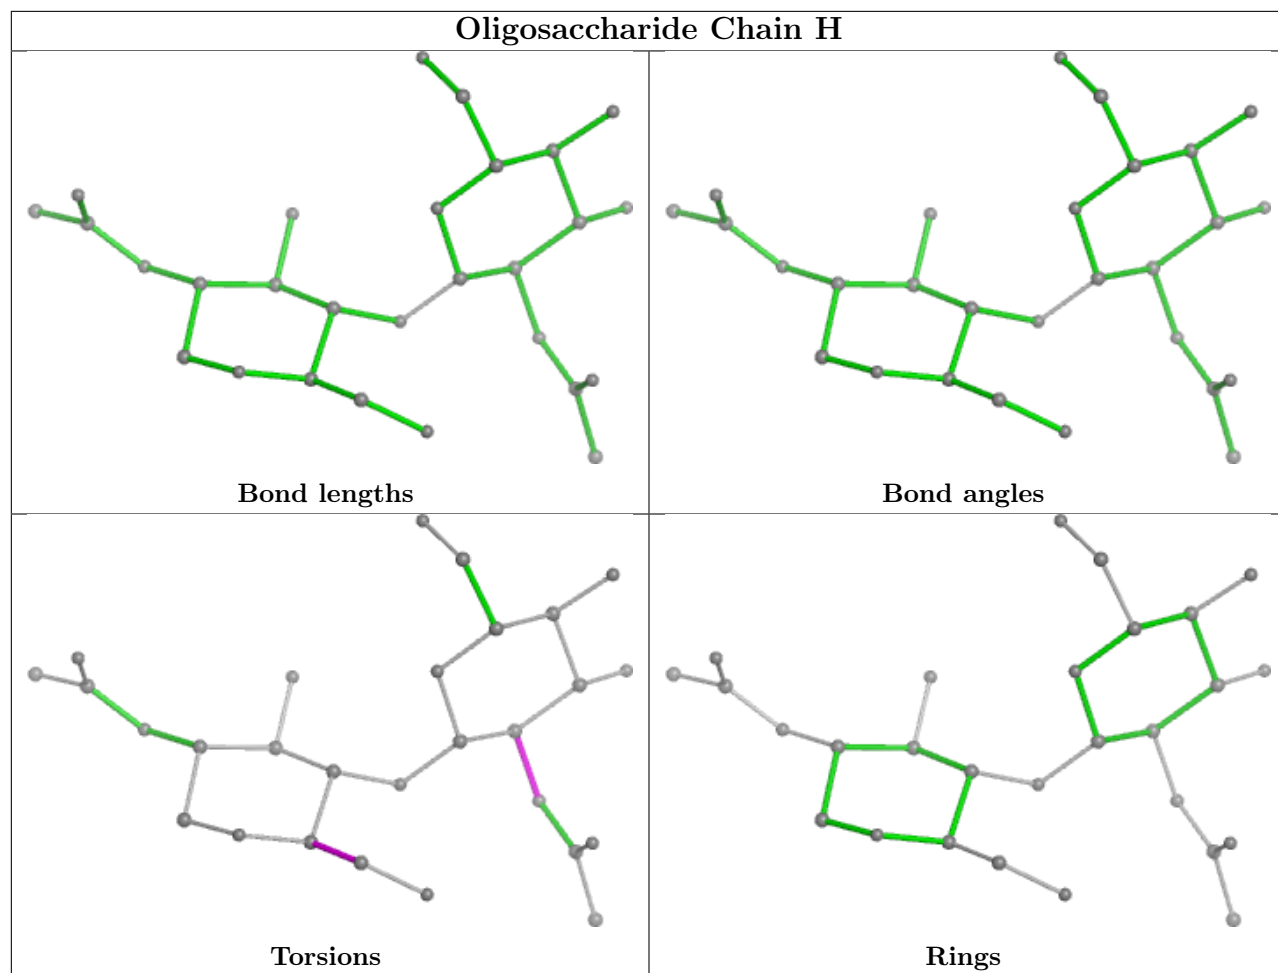 Oligosaccharide Chain H
Bond lengths
Bond angles
Torsions
Rings